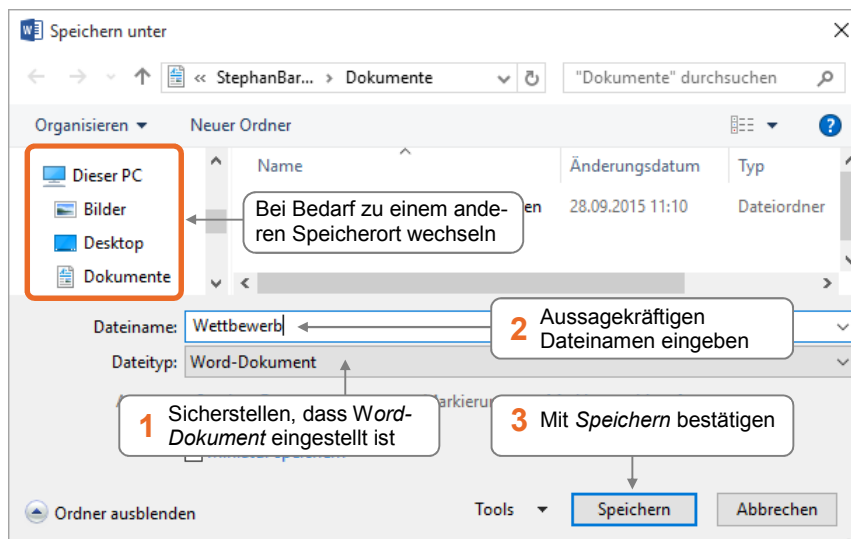 Speichern unter
« StephanBar... › Dokumente
"Dokumente" durchsuchen
Organisieren
Neuer Ordner
Name
Änderungsdatum
Typ
Dieser PC
Bilder
Desktop
Dokumente
Bei Bedarf zu einem ande-
ren Speicherort wechseln
en
28.09.2015 11:10
Dateiordner
Dateiname: Wettbewerb
2 Aussagekräftigen
Dateinamen eingeben
Dateityp: Word-Dokument
1 Sicherstellen, dass Word-
Dokument eingestellt ist
3 Mit Speichern bestätigen
Ordner ausblenden
Tools
Speichern
Abbrechen